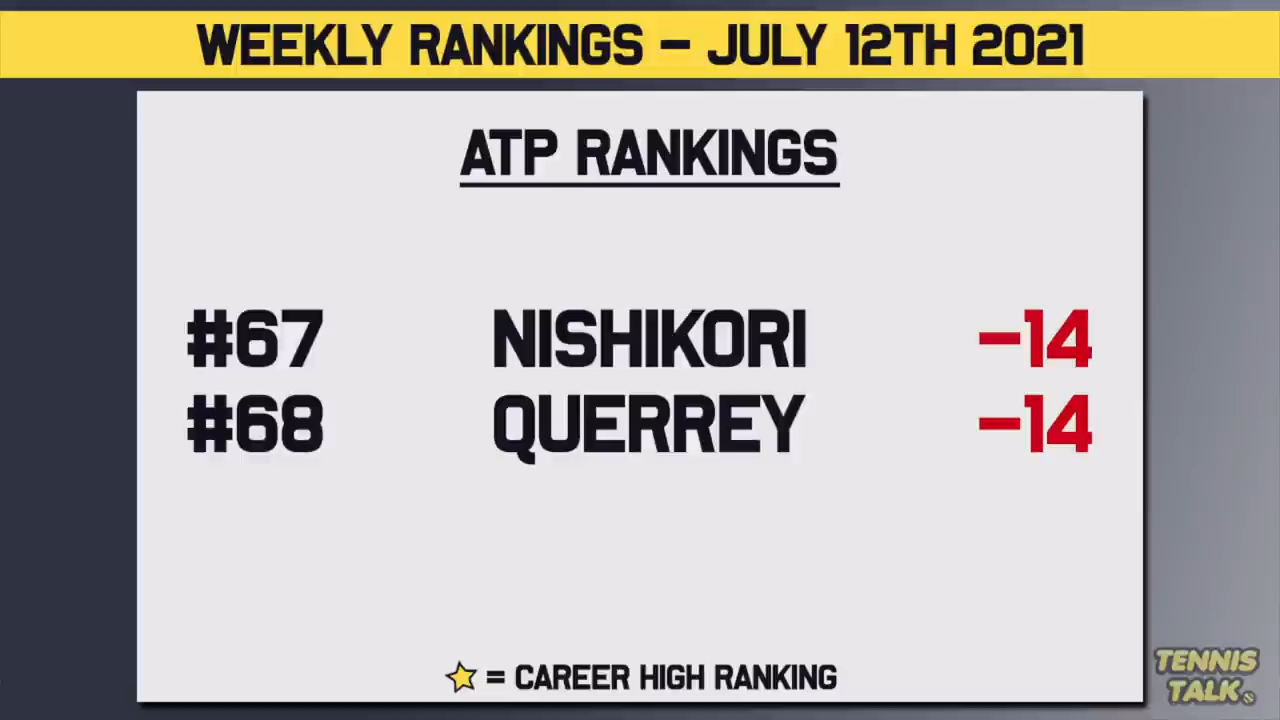 WEEKLY RANKINGS – JULY 12TH 2021
ATP RANKINGS
#67 NISHIKORI –14
#68 QUERREY –14
= CAREER HIGH RANKING
TENNIS
TALK